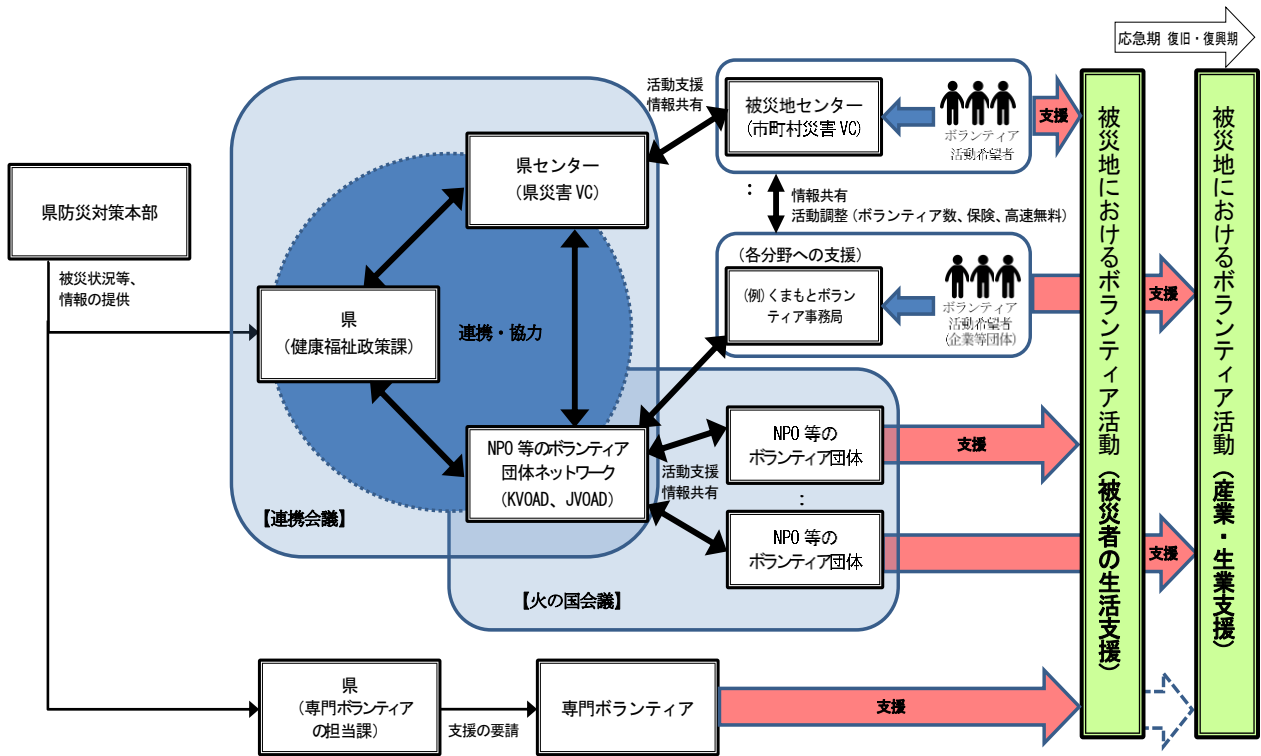 応急期 復旧・復興期
県防災対策本部
被災状況等、
情報の提供
県
(健康福祉政策課)
県センター
(県災害 VC)
連携・協力
NPO 等のボランティア
団体ネットワーク
(KVOAD、JVOAD)
【連携会議】
活動支援
情報共有
被災地センター
(市町村災害 VC)
ボランティア
活動希望者
支援
:
情報共有
活動調整 (ボランティア数、保険、高速無料)
(各分野への支援)
(例) くまもとボラン
ティア事務局
ボランティア
活動希望者
(企業等団体)
支援
活動支援
情報共有
NPO 等の
ボランティア団体
支援
:
NPO 等の
ボランティア団体
支援
【火の国会議】
県
(専門ボランティア
の担当課)
支援の要請
専門ボランティア
支援
被災地におけるボランティア活動 (被災者の生活支援)
被災地におけるボランティア活動 (産業・生業支援)